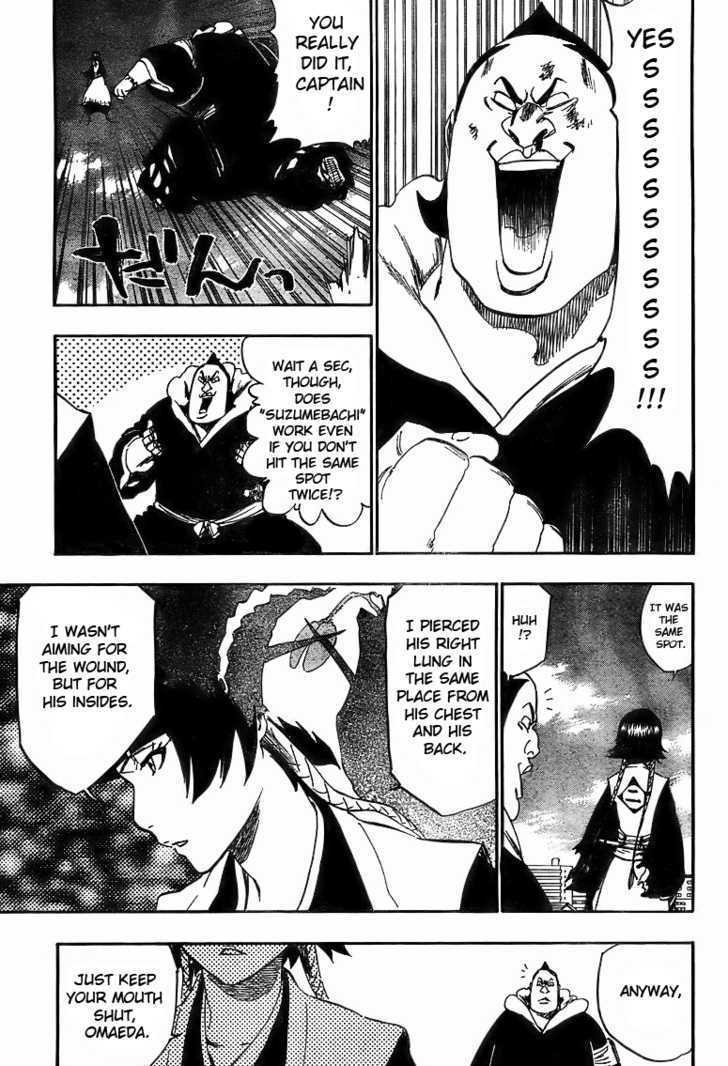 YES
S
S
S
S
S
S
S
S
S
S
!!!
YOU
REALLY
DID IT,
CAPTAIN
!
だんっ
WAIT A SEC,
THOUGH,
DOES
"SUZUMEBACHI"
WORK EVEN
IF YOU DON'T
HIT THE SAME
SPOT
TWICE!?
IT WAS
THE
SAME
SPOT.
HUH
!?
I PIERCED
HIS RIGHT
LUNG IN
THE SAME
PLACE FROM
HIS CHEST
AND HIS
BACK.
I WASN'T
AIMING FOR
THE WOUND,
BUT FOR
HIS INSIDES.
ANYWAY,
JUST KEEP
YOUR MOUTH
SHUT,
OMAEDA.